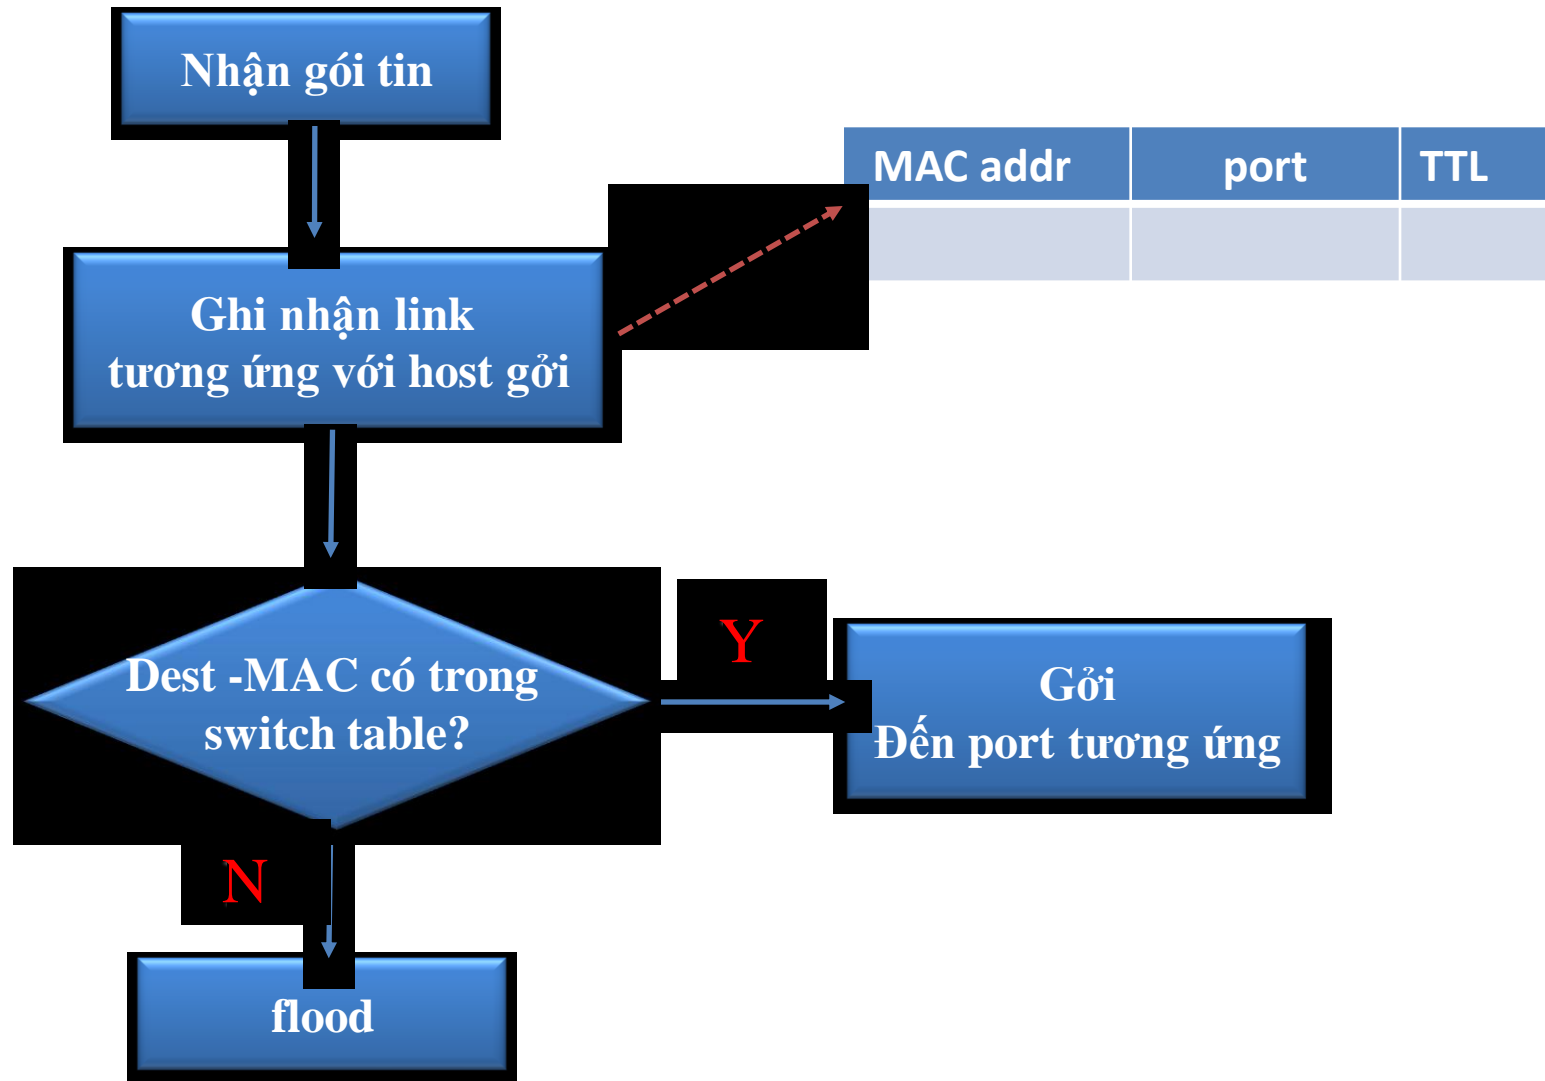 Nhận gói tin
MAC addr
port
TTL
Ghi nhận link
tương ứng với host gởi
Dest -MAC có trong
switch table?
Y
Gởi
Đến port tương ứng
N
flood